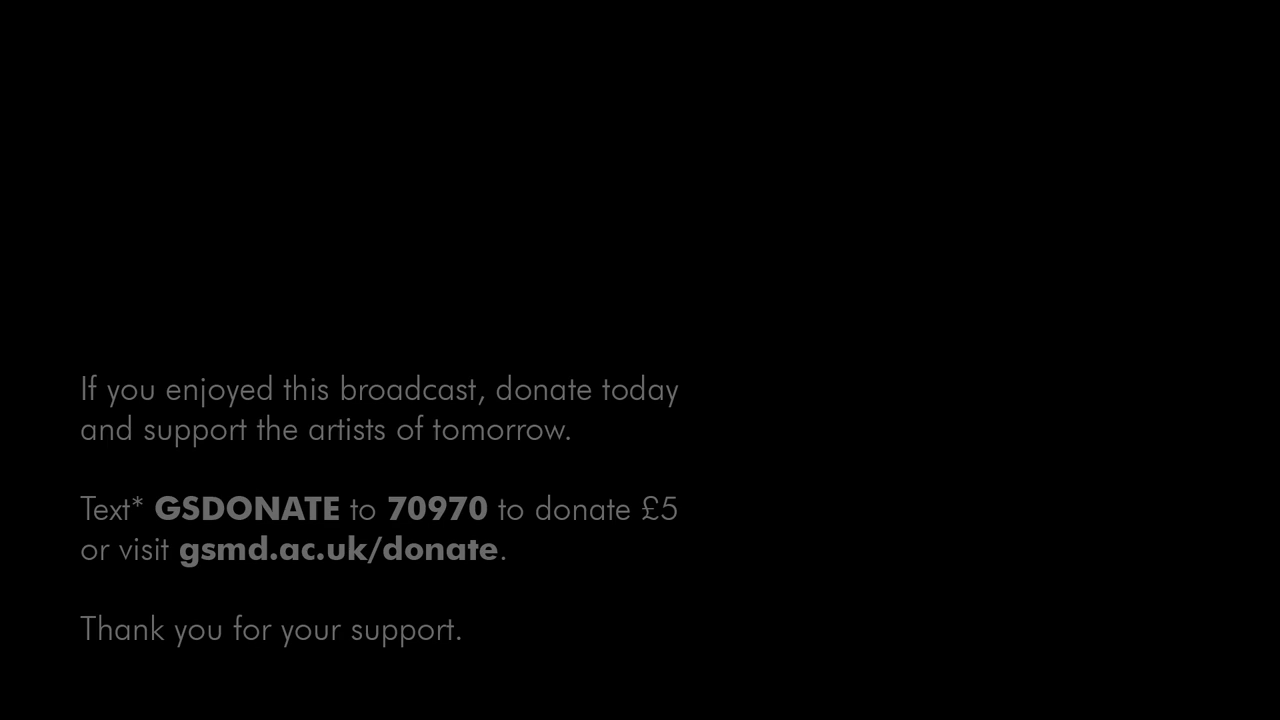 If you enjoyed this broadcast, donate today
and support the artists of tomorrow.
Text* GSDONATE to 70970 to donate £5
or visit gsmd.ac.uk/donate.
Thank you for your support.